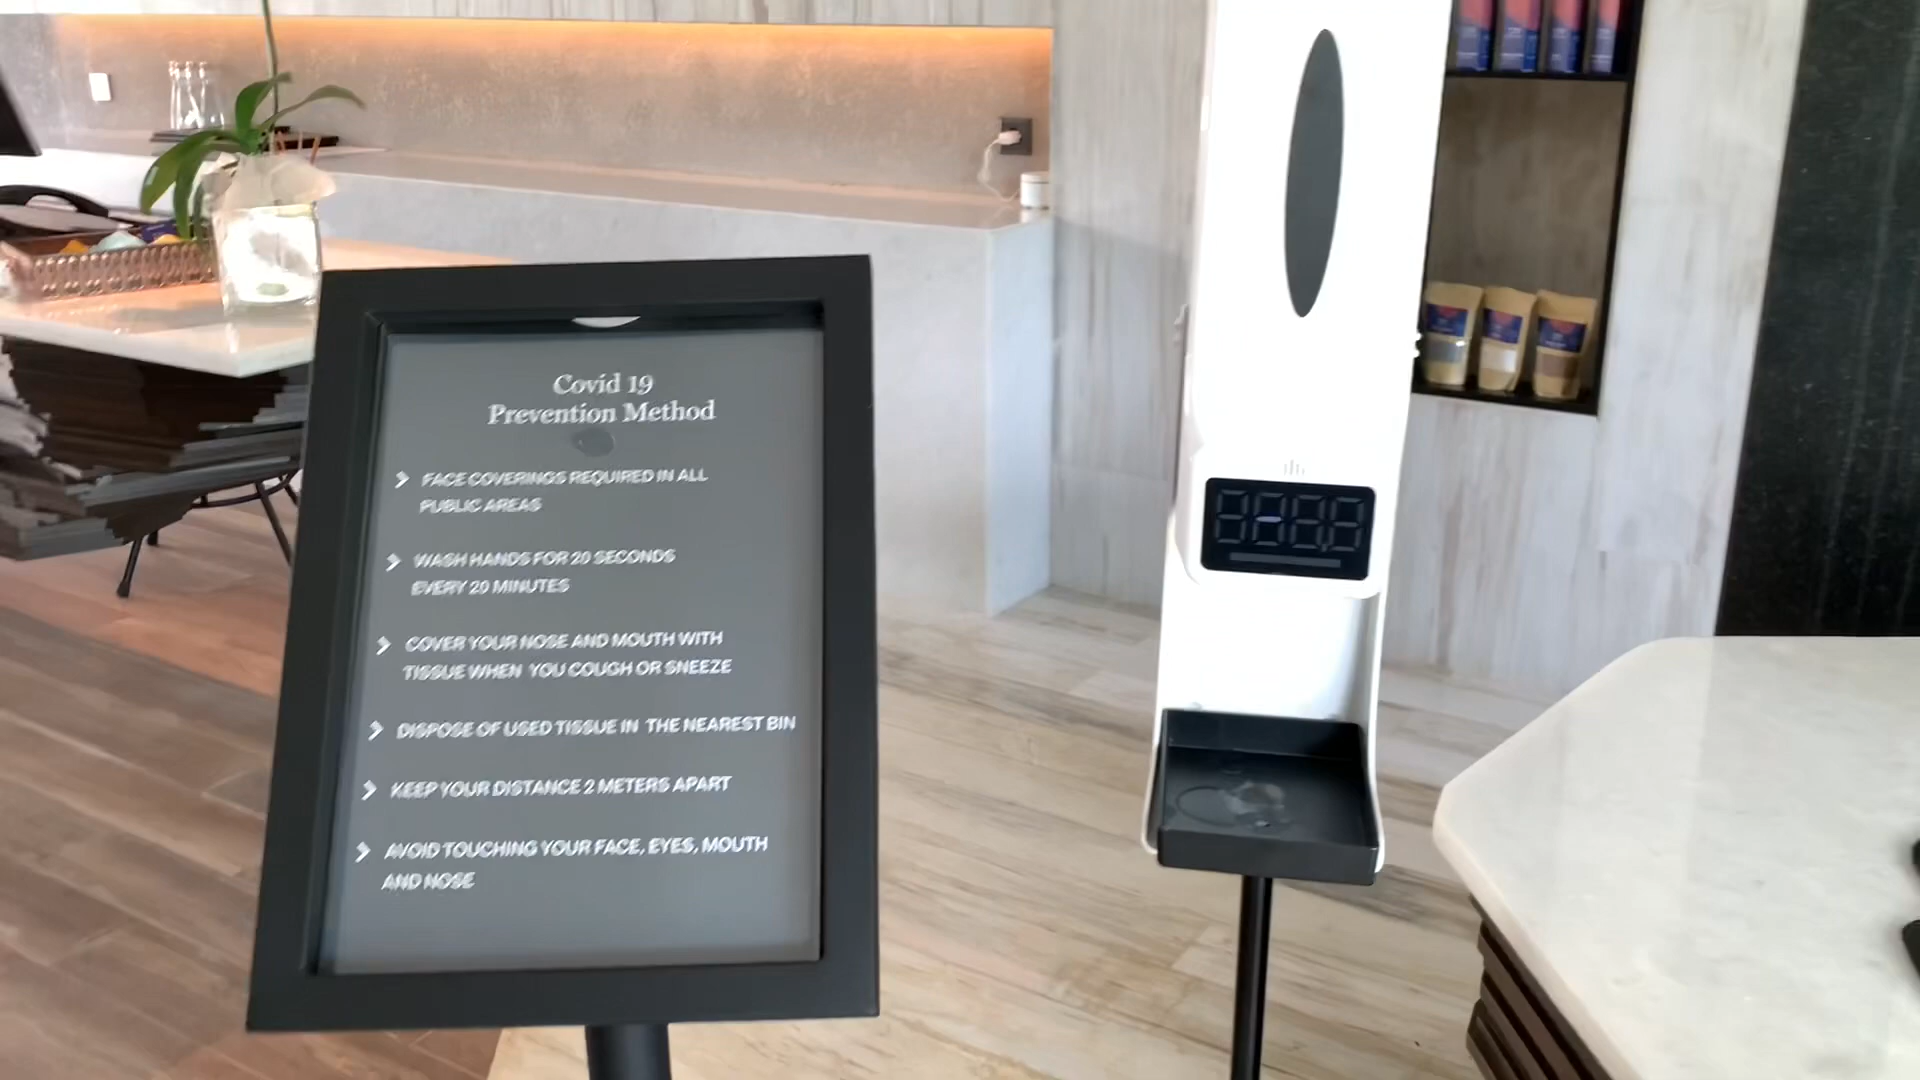 Covid 19
Prevention Method
FACE COVERINGS REQUIRED IN ALL
PUBLIC AREAS
WASH HANDS FOR 20 SECONDS
EVERY 20 MINUTES
COVER YOUR NOSE AND MOUTH WITH
TISSUE WHEN YOU COUGH OR SNEEZE
DISPOSE OF USED TISSUE IN THE NEAREST BIN
KEEP YOUR DISTANCE 2 METERS APART
AVOID TOUCHING YOUR FACE, EYES, MOUTH
AND NOSE